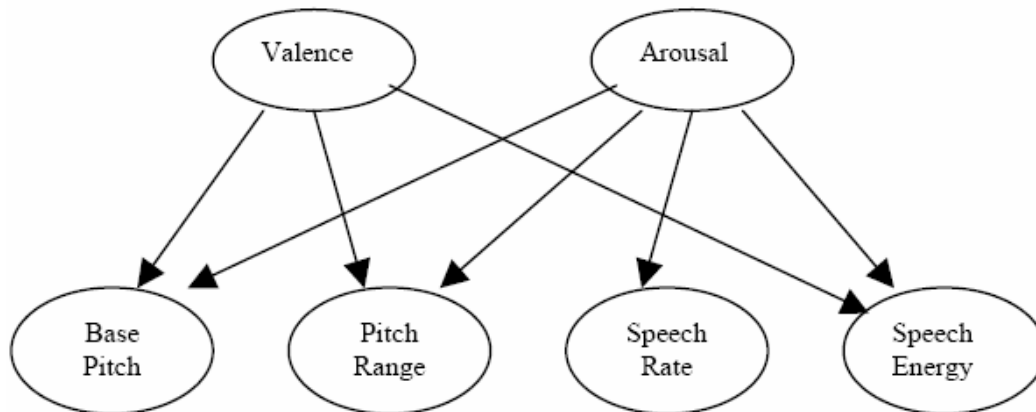 Valence
Arousal
Base
Pitch
Pitch
Range
Speech
Rate
Speech
Energy